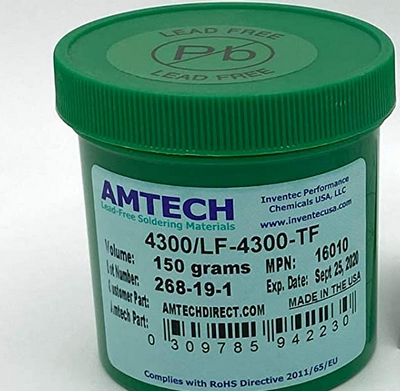 LEAD FREE
Pb
LEAD FREE
AMTECH
Lead-Free Soldering Materials
Inventec Performance
Chemicals USA, LLC
www.inventecusa.com
4300/LF-4300-TF
Volume: 150 grams MPN: 16010
Lot Number: 268-19-1 Exp. Date: Sept 25, 2020
Customer Part: MADE IN THE USA
Amtech Part: AMTECHDIRECT.COM
0 309785 942230
Complies with RoHS Directive 2011/65/EU